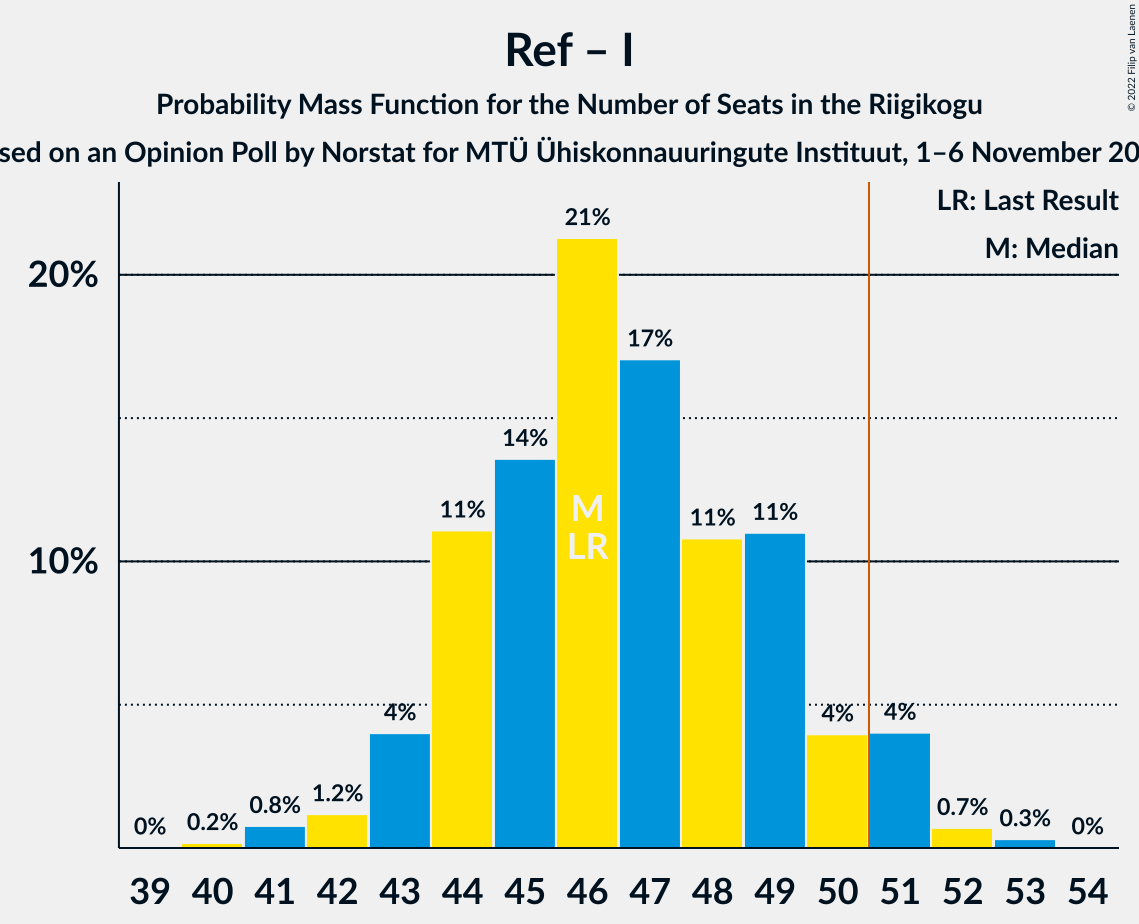 Ref – I
Probability Mass Function for the Number of Seats in the Riigikogu
sed on an Opinion Poll by Norstat for MTÜ Ühiskonnauuringute Instituut, 1–6 November 20
© 2022 Filip van Laenen
LR: Last Result
M: Median
20%
10%
0% 0.2% 0.8% 1.2% 4% 11% 14% 21% 17% 11% 11% 4% 4% 0.7% 0.3% 0%
M
LR
39 40 41 42 43 44 45 46 47 48 49 50 51 52 53 54